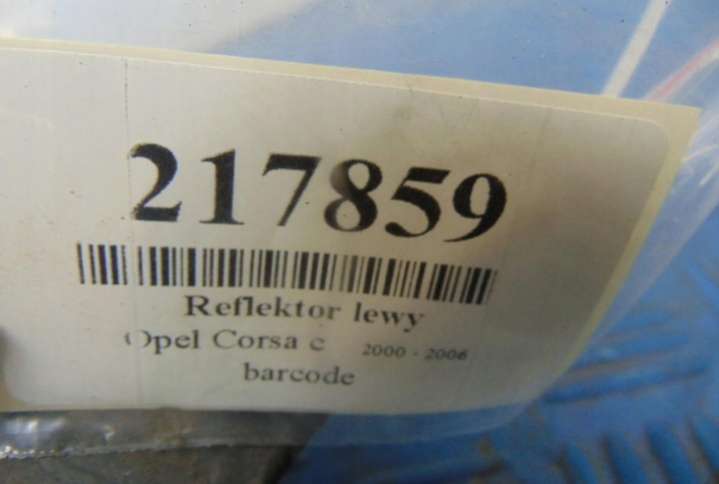 217859
Reflektor lewy
Opel Corsa c 2000 - 2006
barcode